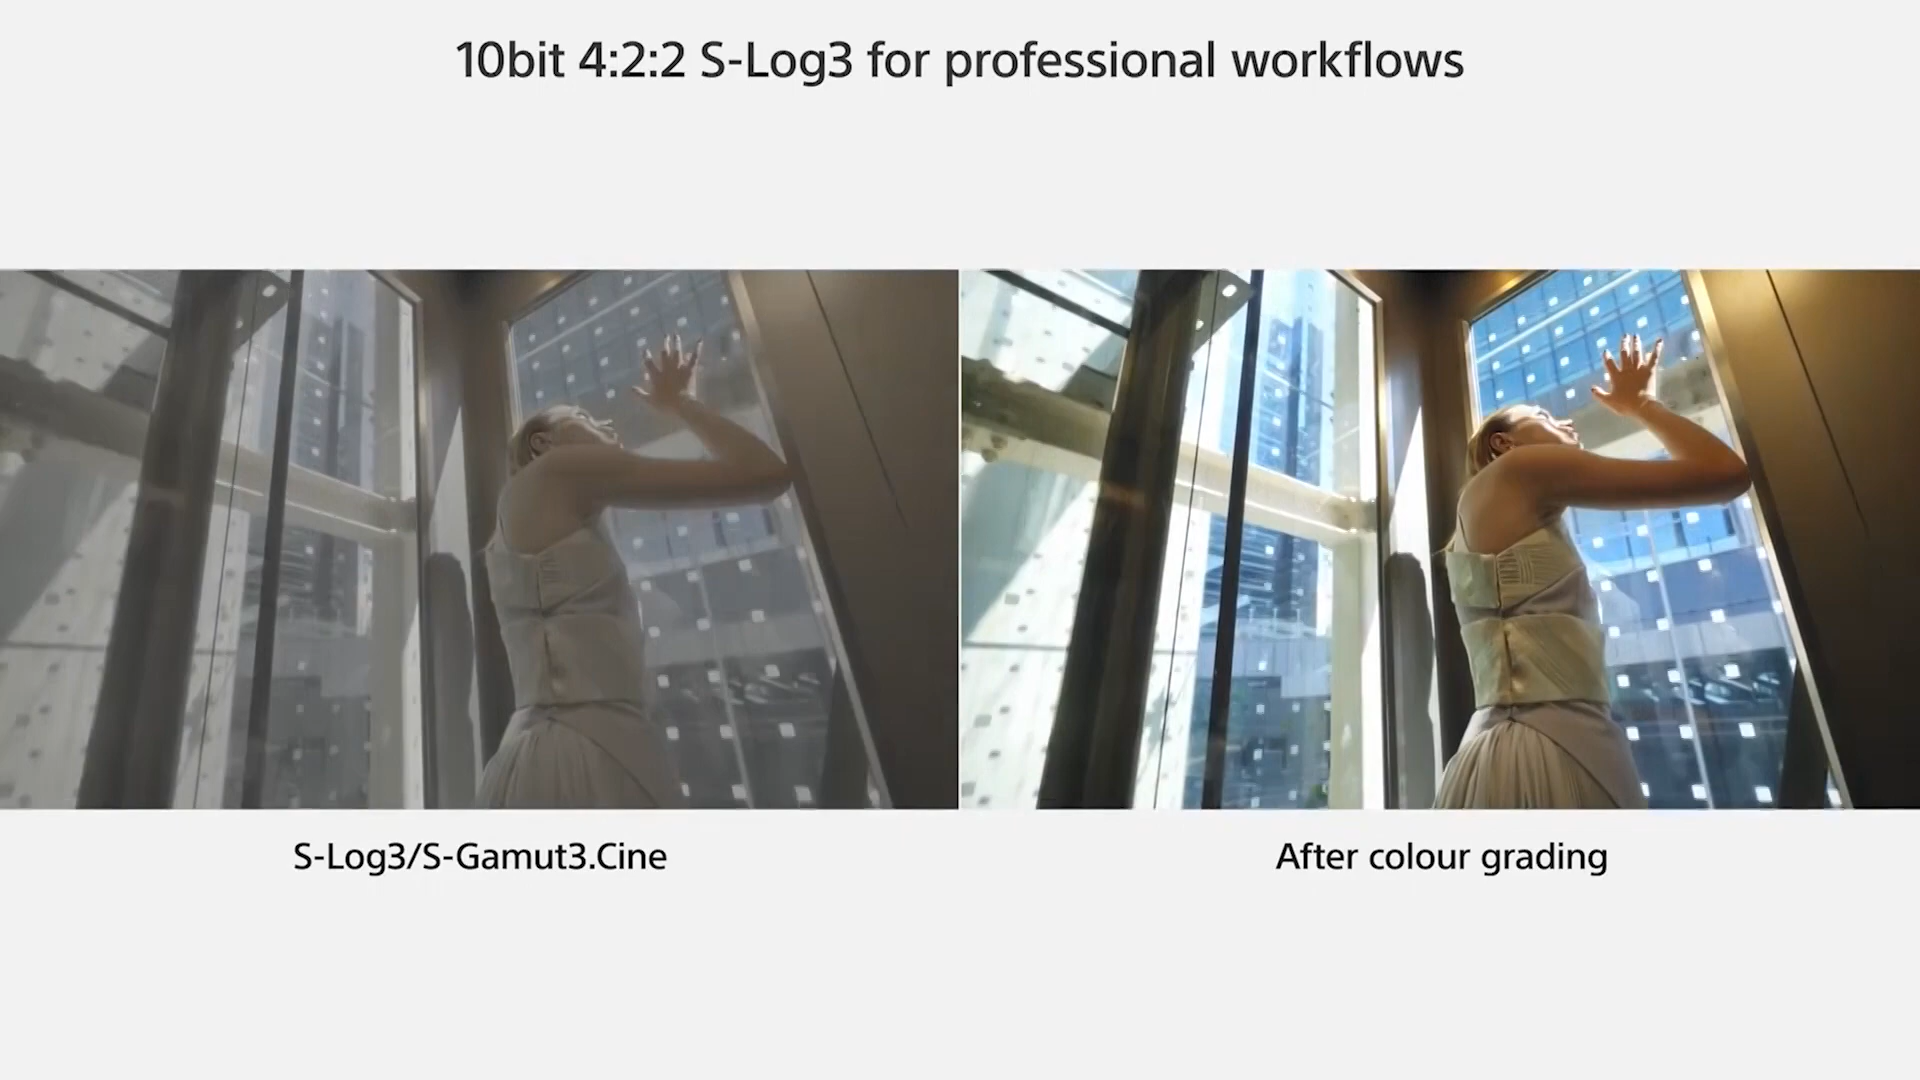 10bit 4:2:2 S-Log3 for professional workflows
S-Log3/S-Gamut3.Cine
After colour grading